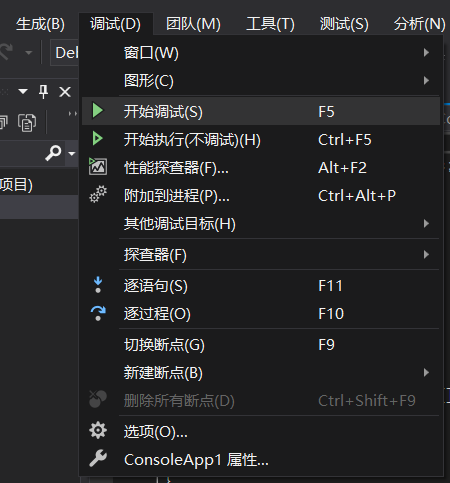 生成(B) 调试(D) 团队(M) 工具(T) 测试(S) 分析(N)
Del
窗口(W)
图形(C)
开始调试(S) F5
开始执行(不调试)(H) Ctrl+F5
性能探查器(F)... Alt+F2
项目)
附加到进程(P)... Ctrl+Alt+P
其他调试目标(H)
探查器(F)
逐语句(S) F11
逐过程(O) F10
切换断点(G) F9
新建断点(B)
删除所有断点(D) Ctrl+Shift+F9
选项(O)...
ConsoleApp1 属性...